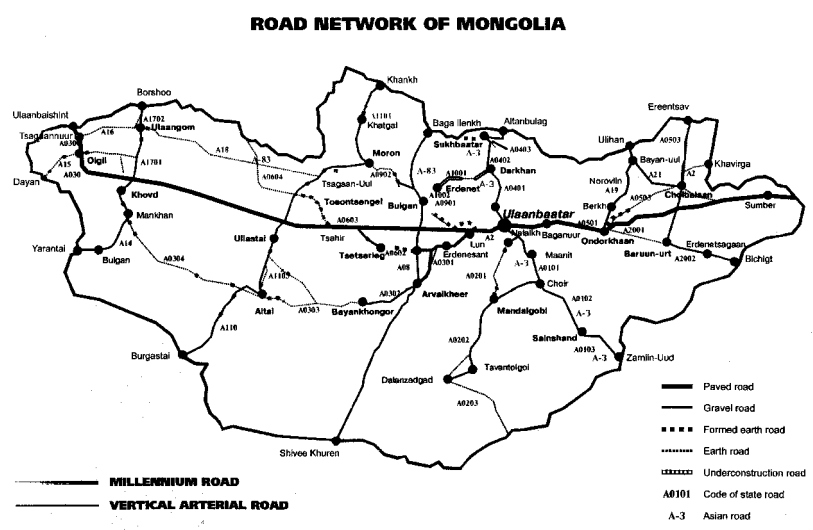 ROAD NETWORK OF MONGOLIA
Khankh
Borshoo
Ulaanbaishint
A1702
A1101
Baga Ilenkh
Altanbulag
Ereentsav
Tsagaannuur
A16
Ulaangom
Khatgal
Sukhbaatar
A-3
A0403
Ulihan
A0503
A0402
A18
A-83
Moron
Bayan-uul
A2
Khavirga
Oigil
A15
A1701
A0604
A0902
A-83
A1001
Darkhan
A21
Dayan
A030
Tsagaan-Uul
A1002
Erdenet
A-3
Norovlin
A19
Choibalsan
Khovd
Tosontsengel
Bulgan
A0901
A0401
Berkh
A0503
Mankhan
A0603
Ulaanbaatar
Sumber
Uliastai
Tsahir
A2
Nalaikh
Baganuur
A0501
Onderkhaan
A2001
Yarantai
A14
Tsetserleg
A0602
Lun
Erdenesant
Baruun-urt
Erdenetsagaan
Bulgan
A0304
A08
A0301
A0201
A-3
Maanit
A0101
A2002
Bichigt
A1103
Choir
Altai
A0303
A0302
Bayankhongor
Arvaikheer
Mandalgobi
A0102
A110
A-3
A0202
Sainshand
A0103
A-3
Zamiin-Uud
Burgastai
Tavantolgoi
Dalanzadgad
A0203
Shivee Khuren
Paved road
Gravel road
Formed earth road
Earth road
Underconstruction road
A0101 Code of state road
A-3 Asian road
MILLENNIUM ROAD
VERTICAL ARTERIAL ROAD